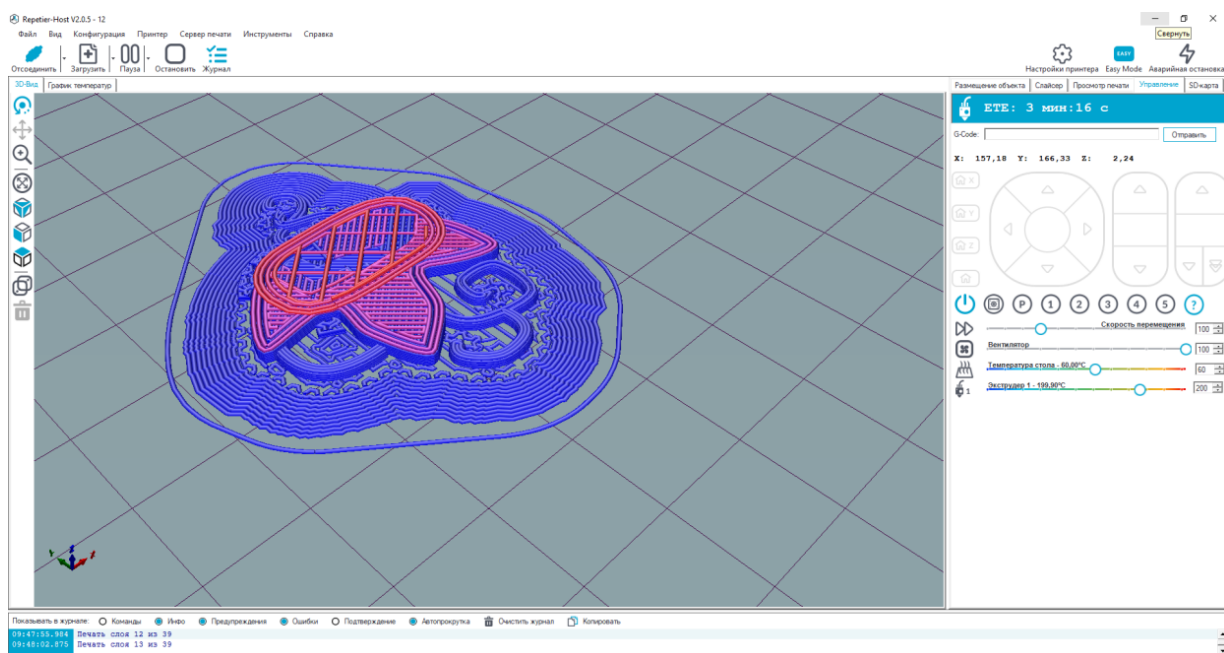 Repetier-Host V2.0.5 - 12
Файл Вид Конфигурация Принтер Сервер печати Инструменты Справка
Свернуть
Отсоединить Загрузить Пауза Остановить Журнал
Настройки принтера Easy Mode Аварийная остановка
EASY
3D-Вид График температур
Размещение объекта Слайсер Просмотр печати Управление SD-карта
ETE: 3 мин:16 с
G-Code: Отправить
X: 157,18 Y: 166,33 Z: 2,24
X
Y
Z
P 1 2 3 4 5 ?
Скорость перемещения 100
Вентилятор 100
Температура стола - 60,00°C 60
1 Экструдер 1 - 199,90°C 200
Показывать в журнале: Команды Инфо Предупреждения Ошибки Подтверждение Автопрокрутка Очистить журнал Копировать
09:47:55.984 Печать слоя 12 из 39
09:48:02.875 Печать слоя 13 из 39